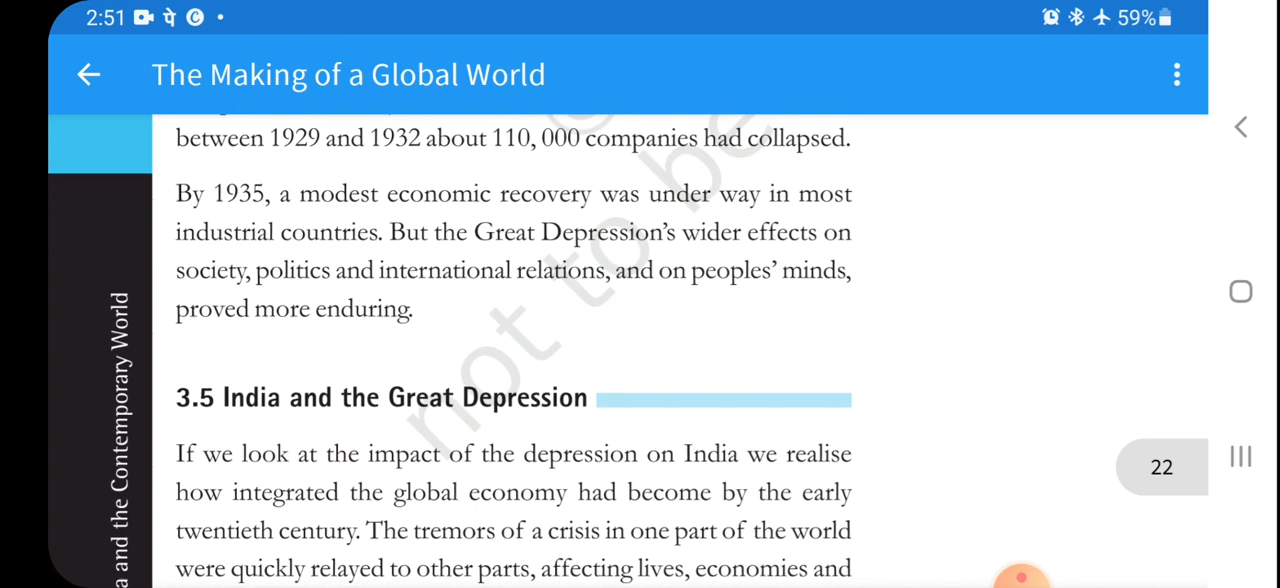 2:51
59%
The Making of a Global World
between 1929 and 1932 about 110, 000 companies had collapsed.
By 1935, a modest economic recovery was under way in most
industrial countries. But the Great Depression's wider effects on
society, politics and international relations, and on peoples' minds,
proved more enduring.
not to be
3.5 India and the Great Depression
If we look at the impact of the depression on India we realise
how integrated the global economy had become by the early
twentieth century. The tremors of a crisis in one part of the world
were quickly relayed to other parts, affecting lives, economies and
a and the Contemporary World
22